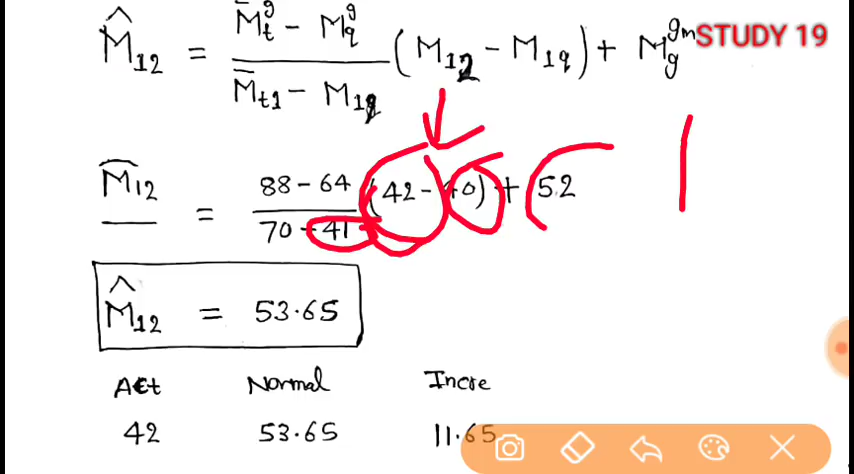 M̂12 = M̄t^g − Mq^g / M̄t1 − M1q (M12 − M1q) + Mg^gm
STUDY 19
M̂12 = 88 − 64 / 70 − 41 (42 − 40) + 52
M̂12 = 53.65
Act Normal Incre
42 53.65 11.65